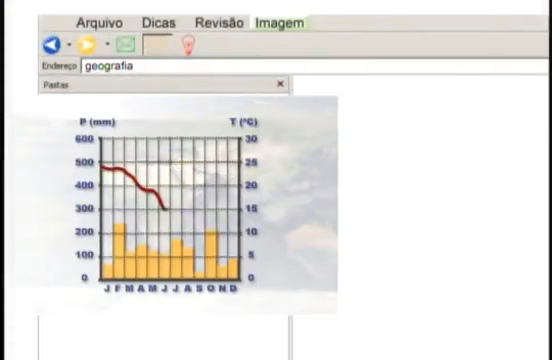 Arquivo Dicas Revisão Imagem
Endereço geografia
Pastas ×
P (mm) T (ºC)
600 30
500 25
400 20
300 15
200 10
100 5
0 0
J F M A M J J A S O N D